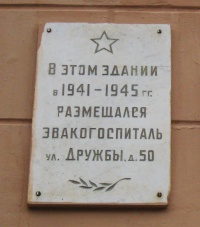 В ЭТОМ ЗДАНИИ
в 1941-1945 гг.
РАЗМЕЩАЛСЯ
ЭВАКОГОСПИТАЛЬ
ул. ДРУЖБЫ, д. 50